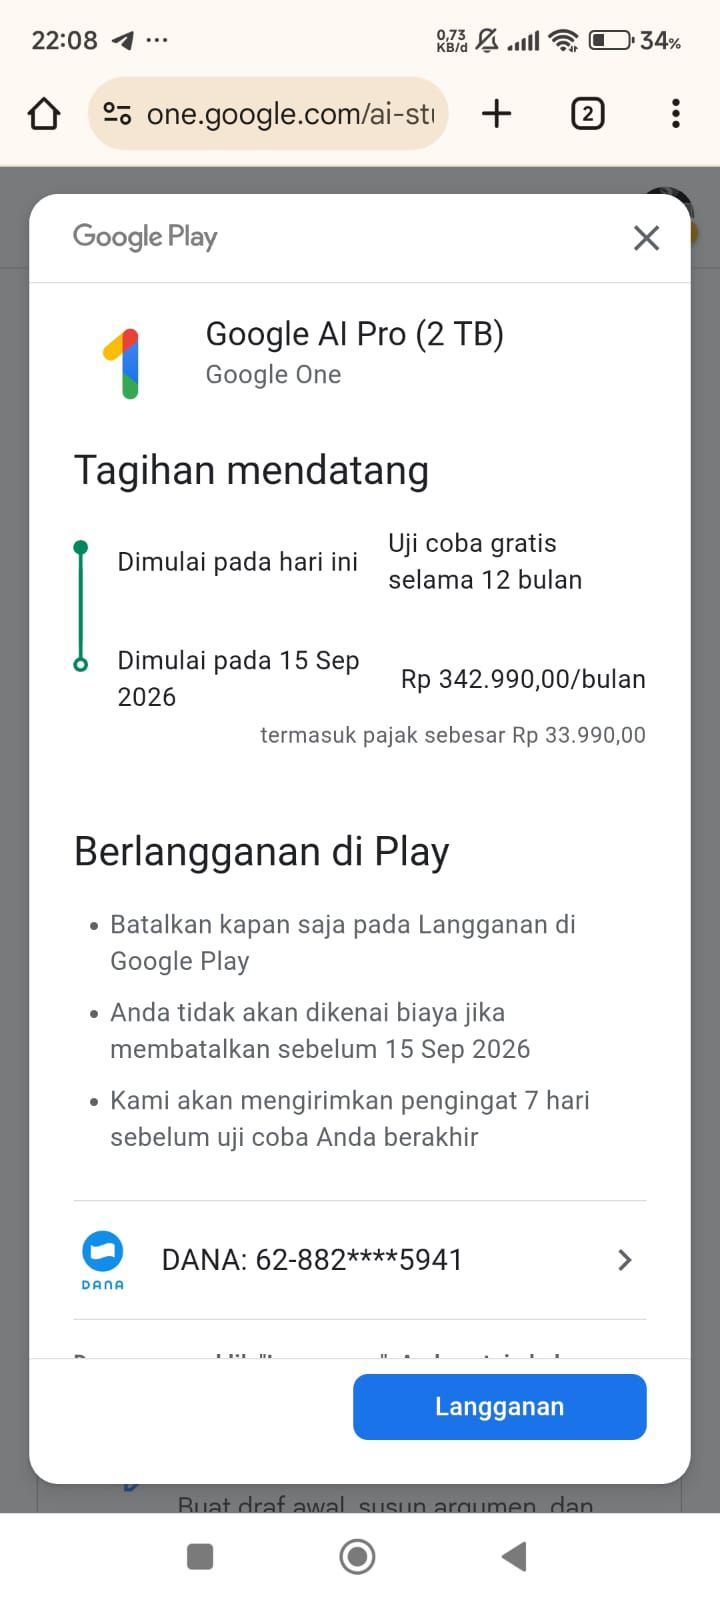 22:08
0,73
KB/d
34%
one.google.com/ai-stu
2
Google Play
Google AI Pro (2 TB)
Google One
Tagihan mendatang
Dimulai pada hari ini
Uji coba gratis
selama 12 bulan
Dimulai pada 15 Sep
2026
Rp 342.990,00/bulan
termasuk pajak sebesar Rp 33.990,00
Berlangganan di Play
• Batalkan kapan saja pada Langganan di
Google Play
• Anda tidak akan dikenai biaya jika
membatalkan sebelum 15 Sep 2026
• Kami akan mengirimkan pengingat 7 hari
sebelum uji coba Anda berakhir
DANA
DANA: 62-882****5941
Langganan
Buat draf awal, susun argumen, dan